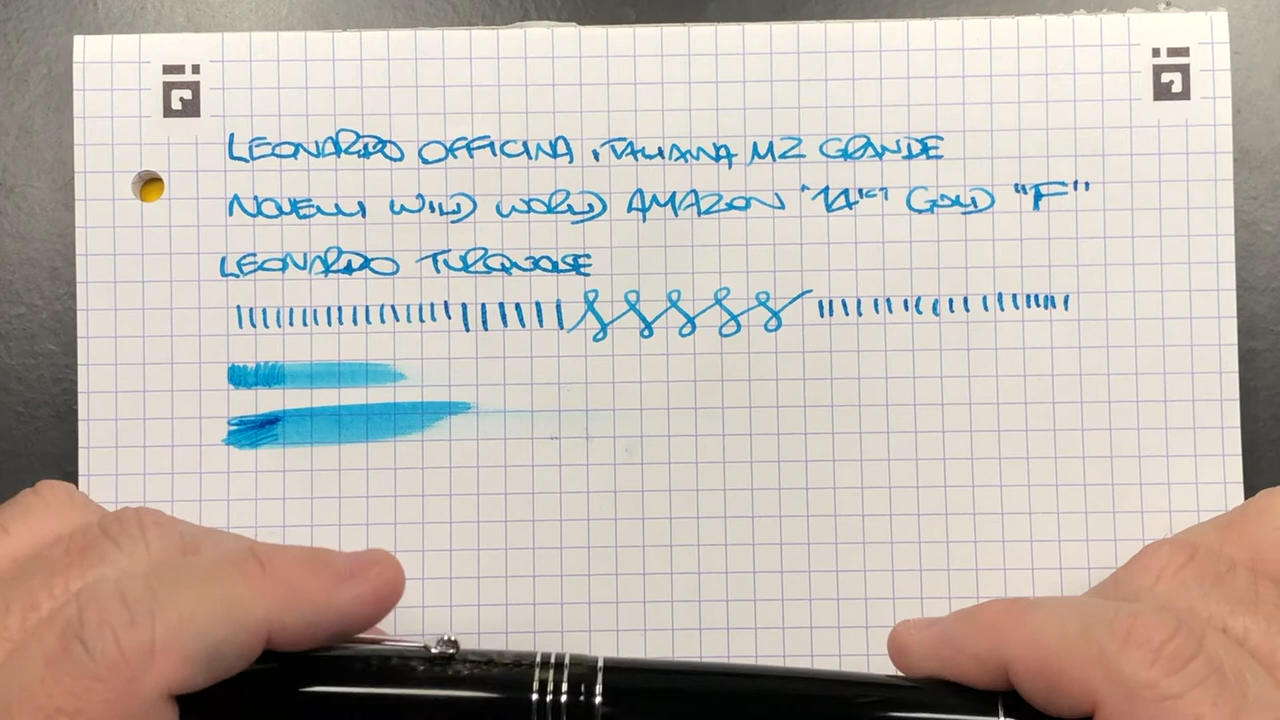 LEONARDO OFFICINA ITALIANA MZ GRANDE
NOVELLI WILD WORLD AMAZON 14KT GOLD "F"
LEONARDO TURQUOISE